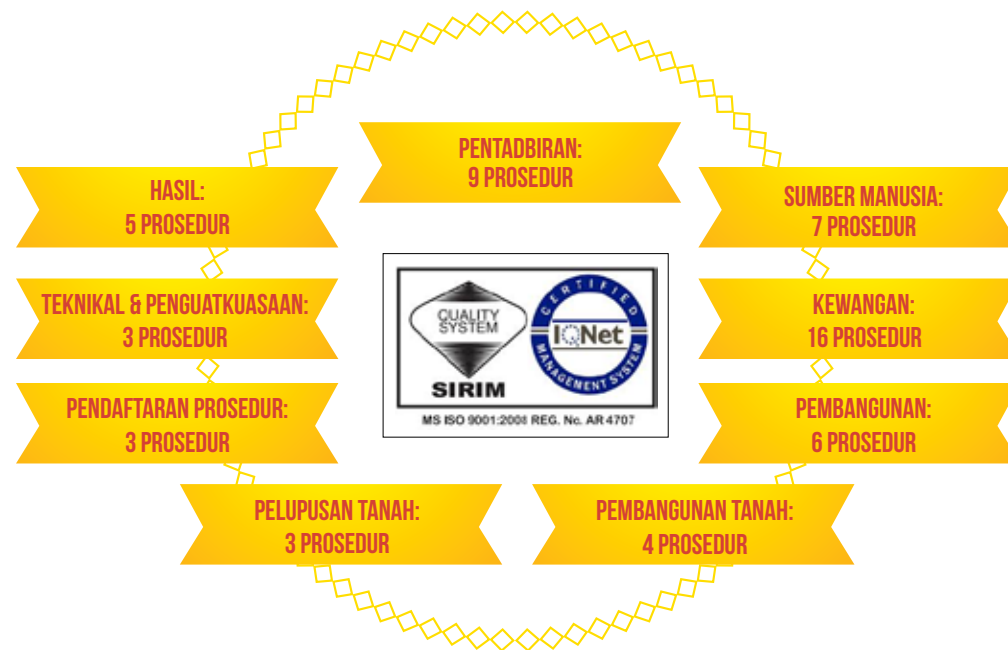 PENTADBIRAN:
9 PROSEDUR
HASIL:
5 PROSEDUR
SUMBER MANUSIA:
7 PROSEDUR
TEKNIKAL & PENGUATKUASAAN:
3 PROSEDUR
KEWANGAN:
16 PROSEDUR
PENDAFTARAN PROSEDUR:
3 PROSEDUR
PEMBANGUNAN:
6 PROSEDUR
PELUPUSAN TANAH:
3 PROSEDUR
PEMBANGUNAN TANAH:
4 PROSEDUR
QUALITY
SYSTEM
SIRIM
CERTIFIED
IQNet
MANAGEMENT SYSTEM
MS ISO 9001:2008 REG. No. AR 4707